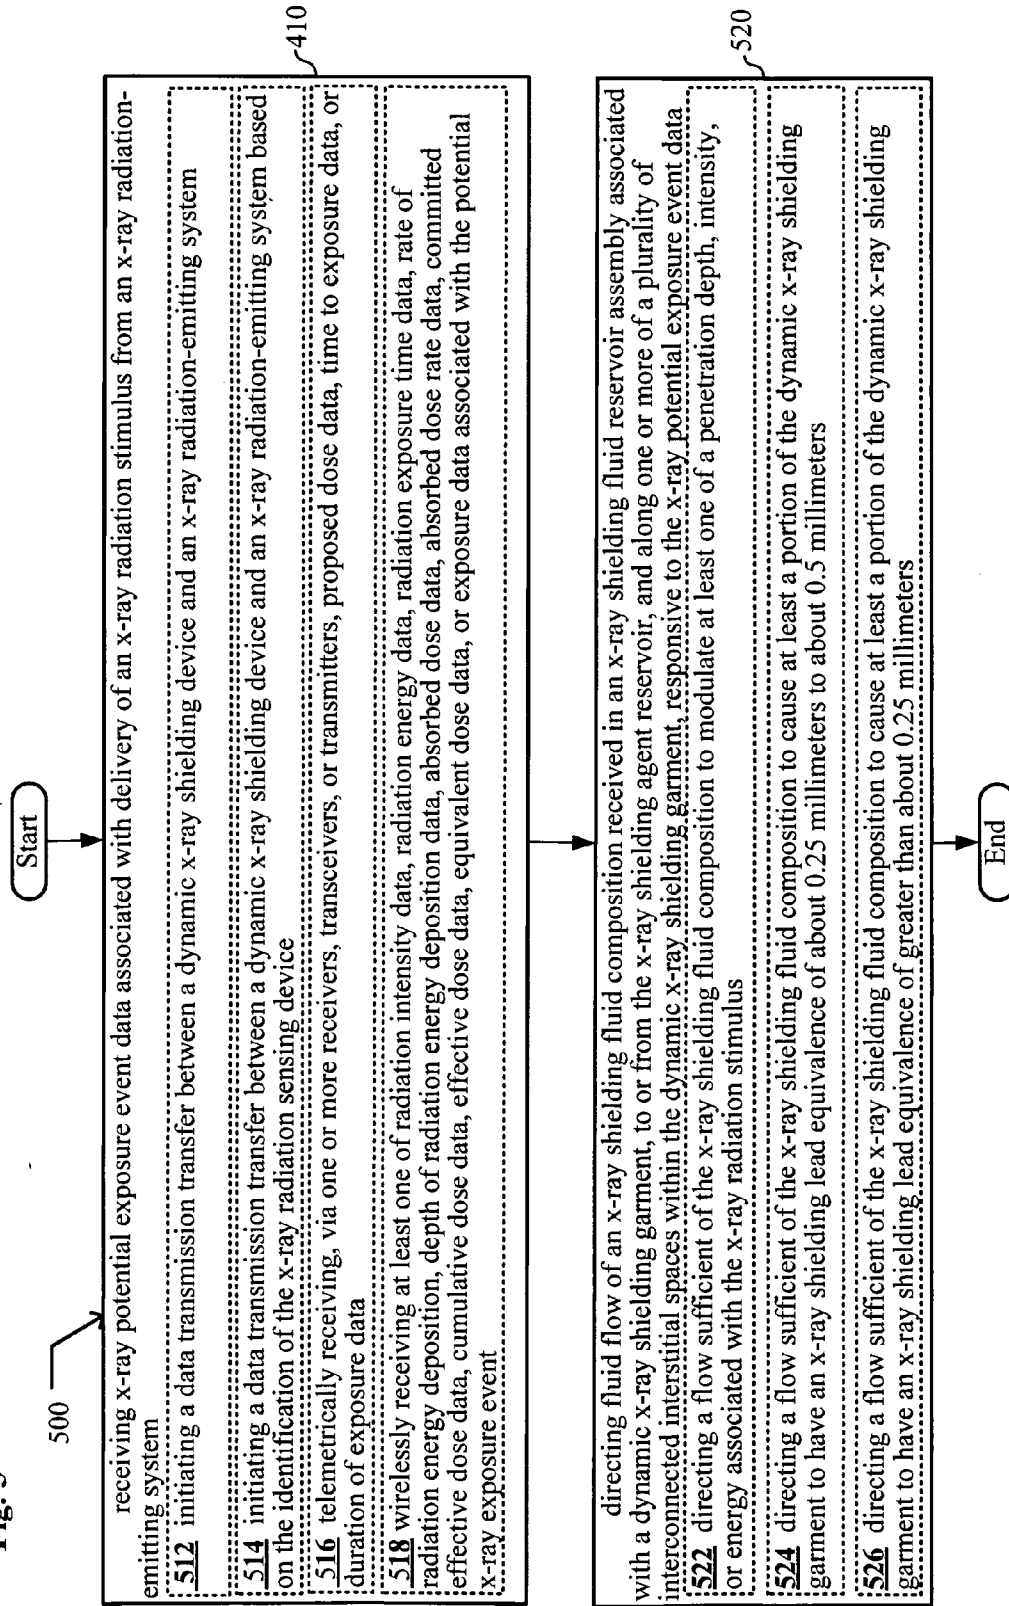 Fig. 5
500
Start
receiving x-ray potential exposure event data associated with delivery of an x-ray radiation stimulus from an x-ray radiation-
emitting system
410
512 initiating a data transmission transfer between a dynamic x-ray shielding device and an x-ray radiation-emitting system
514 initiating a data transmission transfer between a dynamic x-ray shielding device and an x-ray radiation-emitting system based
on the identification of the x-ray radiation sensing device
516 telemetrically receiving, via one or more receivers, transceivers, or transmitters, proposed dose data, time to exposure data, or
duration of exposure data
518 wirelessly receiving at least one of radiation intensity data, radiation energy data, radiation exposure time data, rate of
radiation energy deposition, depth of radiation energy deposition data, absorbed dose data, absorbed dose rate data, committed
effective dose data, cumulative dose data, effective dose data, equivalent dose data, or exposure data associated with the potential
x-ray exposure event
directing fluid flow of an x-ray shielding fluid composition received in an x-ray shielding fluid reservoir assembly associated
with a dynamic x-ray shielding garment, to or from the x-ray shielding agent reservoir, and along one or more of a plurality of
interconnected interstitial spaces within the dynamic x-ray shielding garment, responsive to the x-ray potential exposure event data
520
522 directing a flow sufficient of the x-ray shielding fluid composition to modulate at least one of a penetration depth, intensity,
or energy associated with the x-ray radiation stimulus
524 directing a flow sufficient of the x-ray shielding fluid composition to cause at least a portion of the dynamic x-ray shielding
garment to have an x-ray shielding lead equivalence of about 0.25 millimeters to about 0.5 millimeters
526 directing a flow sufficient of the x-ray shielding fluid composition to cause at least a portion of the dynamic x-ray shielding
garment to have an x-ray shielding lead equivalence of greater than about 0.25 millimeters
End